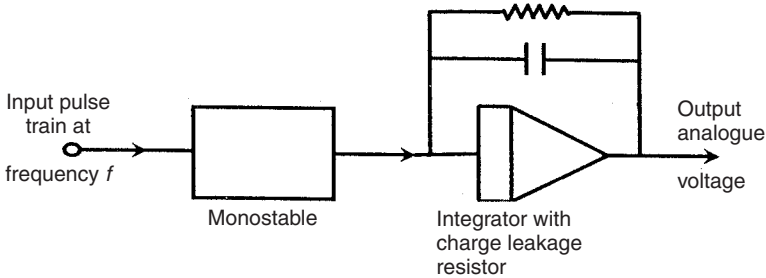 Input pulse
train at
frequency f
Monostable
Integrator with
charge leakage
resistor
Output
analogue
voltage